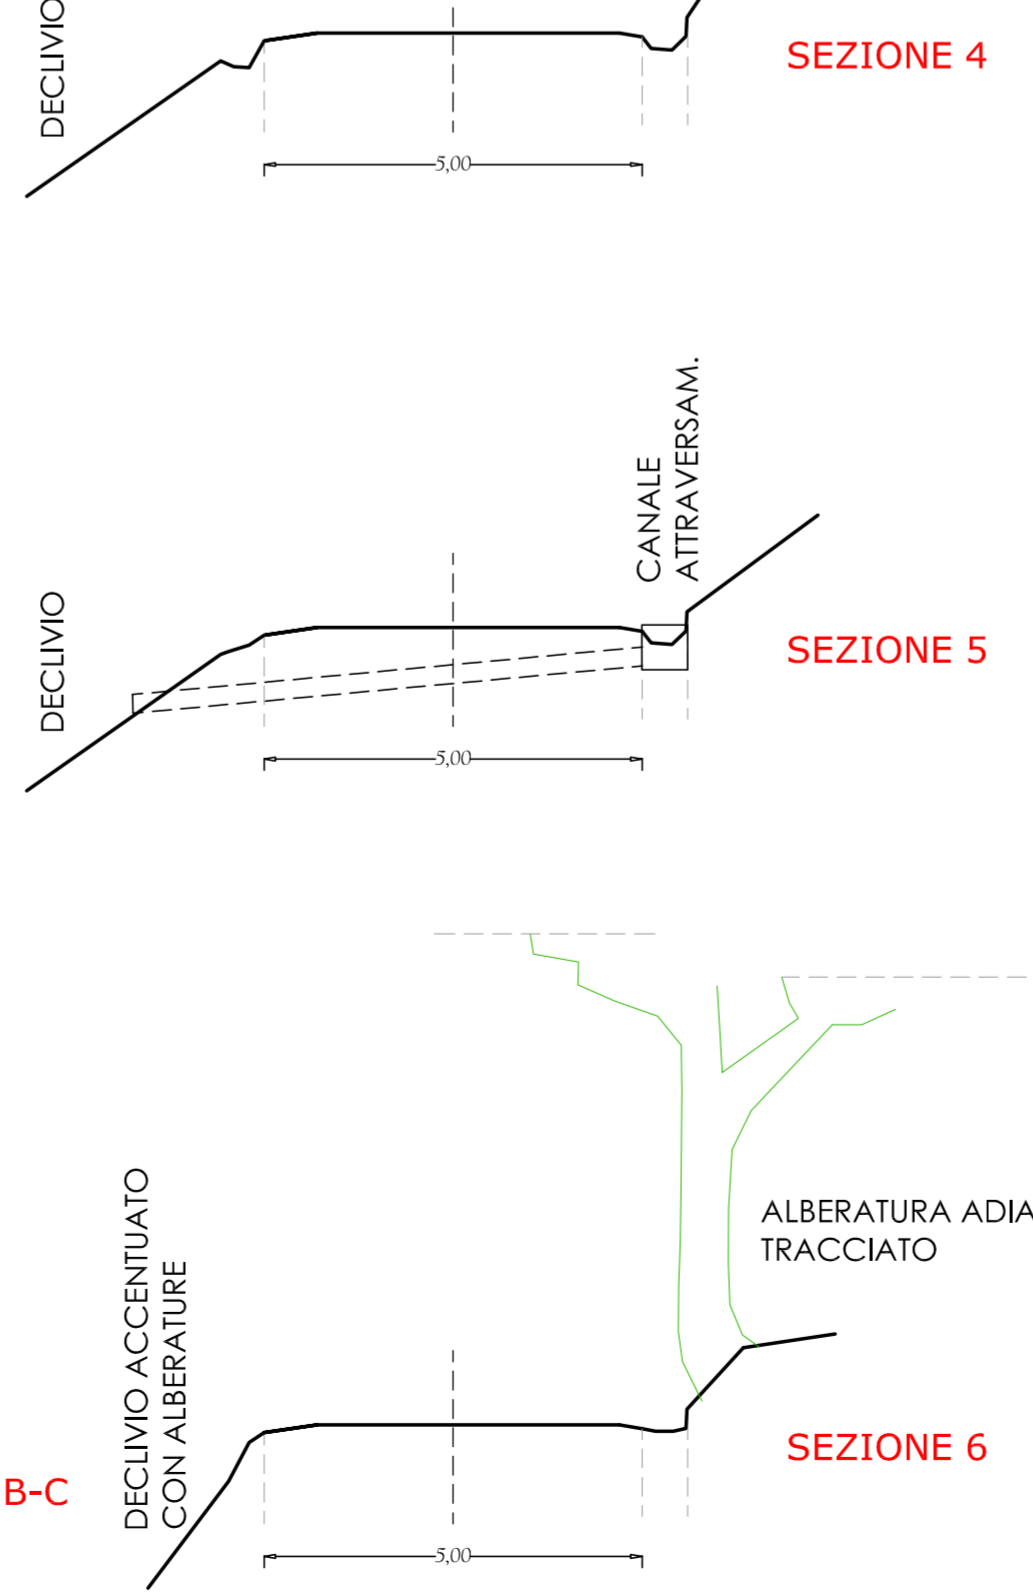 DECLIVIO
SEZIONE 4
5,00
CANALE
ATTRAVERSAM.
DECLIVIO
SEZIONE 5
5,00
DECLIVIO ACCENTUATO
CON ALBERATURE
ALBERATURA ADIA
TRACCIATO
SEZIONE 6
B-C
5,00